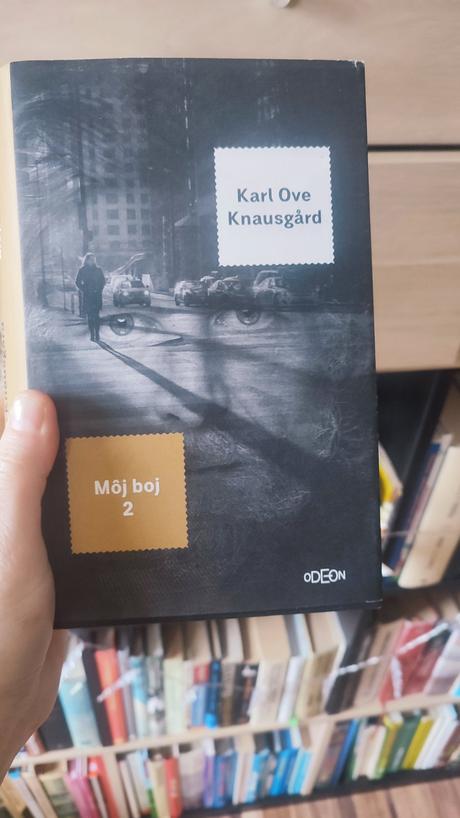 Karl Ove
Knausgård
Môj boj
2
ODEON